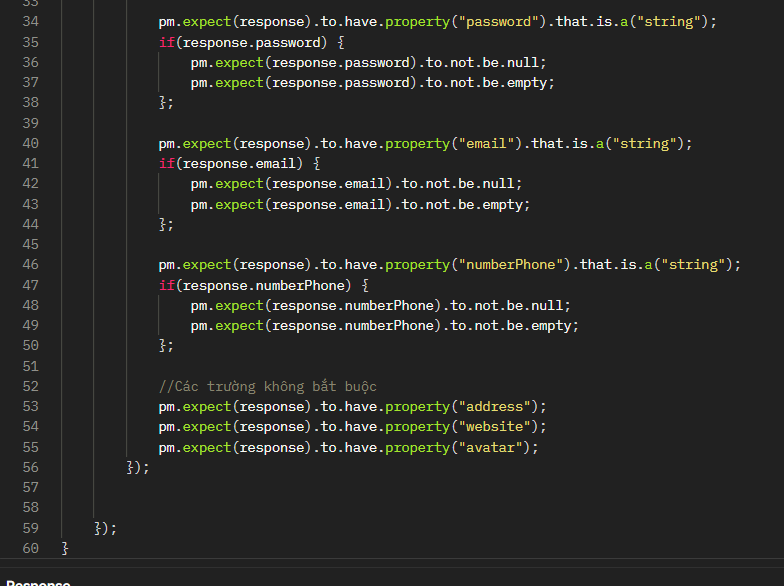 33
34 pm.expect(response).to.have.property("password").that.is.a("string");
35 if(response.password) {
36 pm.expect(response.password).to.not.be.null;
37 pm.expect(response.password).to.not.be.empty;
38 };
39
40 pm.expect(response).to.have.property("email").that.is.a("string");
41 if(response.email) {
42 pm.expect(response.email).to.not.be.null;
43 pm.expect(response.email).to.not.be.empty;
44 };
45
46 pm.expect(response).to.have.property("numberPhone").that.is.a("string");
47 if(response.numberPhone) {
48 pm.expect(response.numberPhone).to.not.be.null;
49 pm.expect(response.numberPhone).to.not.be.empty;
50 };
51
52 //Các trường không bắt buộc
53 pm.expect(response).to.have.property("address");
54 pm.expect(response).to.have.property("website");
55 pm.expect(response).to.have.property("avatar");
56 });
57
58
59 });
60 }
Response